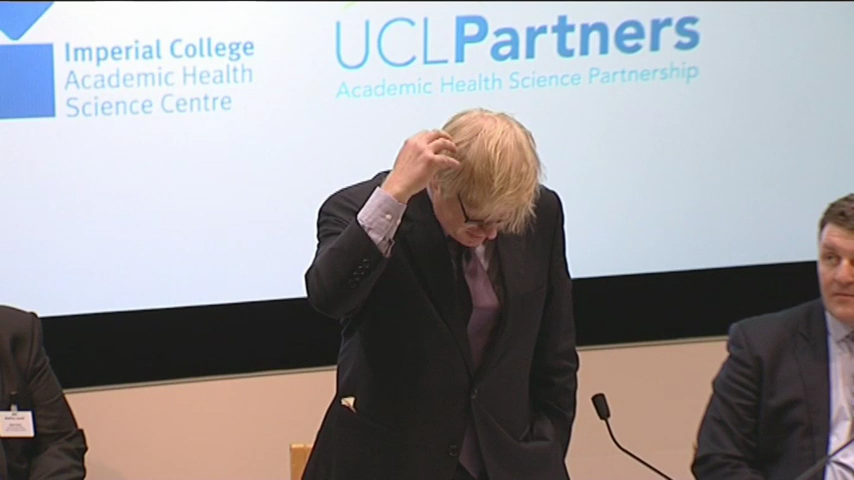 Imperial College
Academic Health
Science Centre
UCLPartners
Academic Health Science Partnership